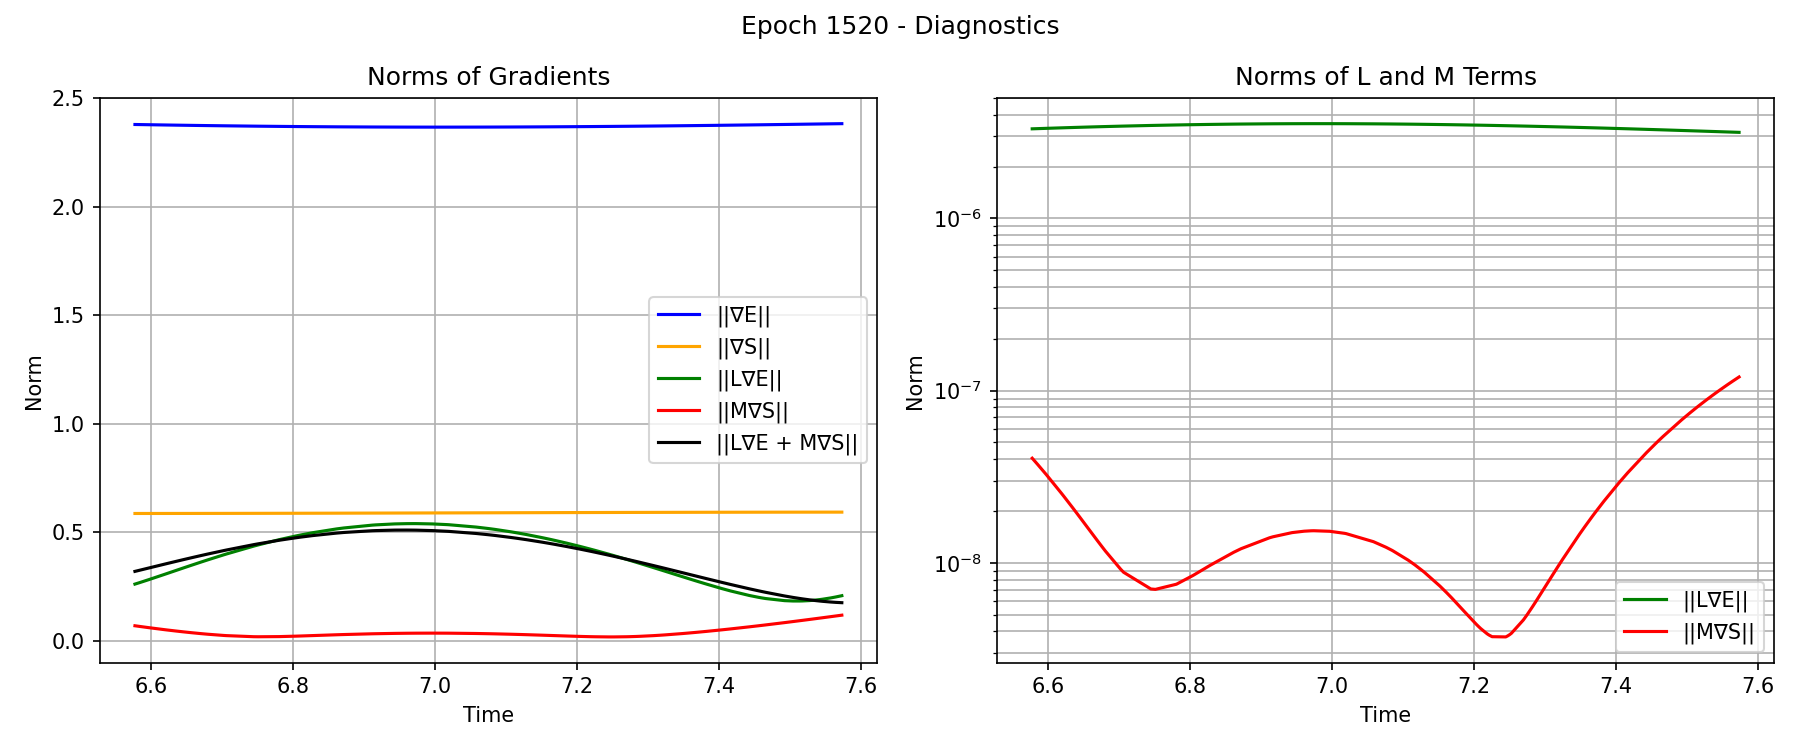 Epoch 1520 - Diagnostics
Norms of Gradients
2.5
2.0
1.5
1.0
0.5
0.0
Norm
6.6 6.8 7.0 7.2 7.4 7.6
Time
||∇E||
||∇S||
||L∇E||
||M∇S||
||L∇E + M∇S||
Norms of L and M Terms
10⁻⁶
10⁻⁷
10⁻⁸
Norm
6.6 6.8 7.0 7.2 7.4 7.6
Time
||L∇E||
||M∇S||